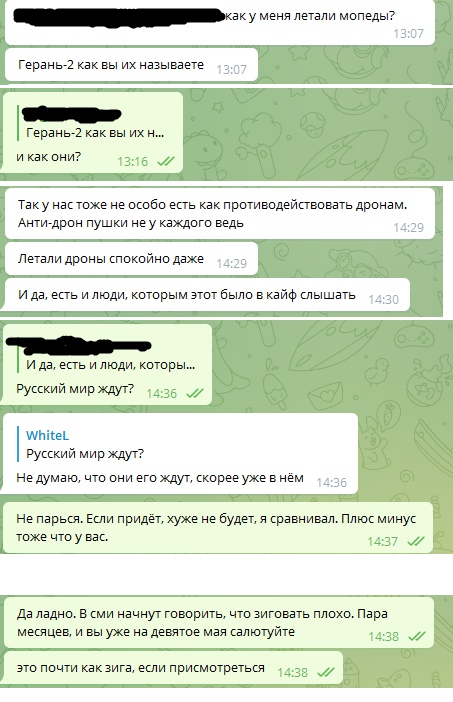 как у меня летали мопеды?
13:07
Герань-2 как вы их называете 13:07
Герань-2 как вы их н...
и как они? 13:16
Так у нас тоже не особо есть как противодействовать дронам.
Анти-дрон пушки не у каждого ведь 14:29
Летали дроны спокойно даже 14:29
И да, есть и люди, которым этот было в кайф слышать 14:30
И да, есть и люди, которы...
Русский мир ждут? 14:36
WhiteL
Русский мир ждут?
Не думаю, что они его ждут, скорее уже в нём 14:36
Не парься. Если придёт, хуже не будет, я сравнивал. Плюс минус
тоже что у вас. 14:37
Да ладно. В сми начнут говорить, что зиговать плохо. Пара
месяцев, и вы уже на девятое мая салютуйте 14:38
это почти как зига, если присмотреться 14:38